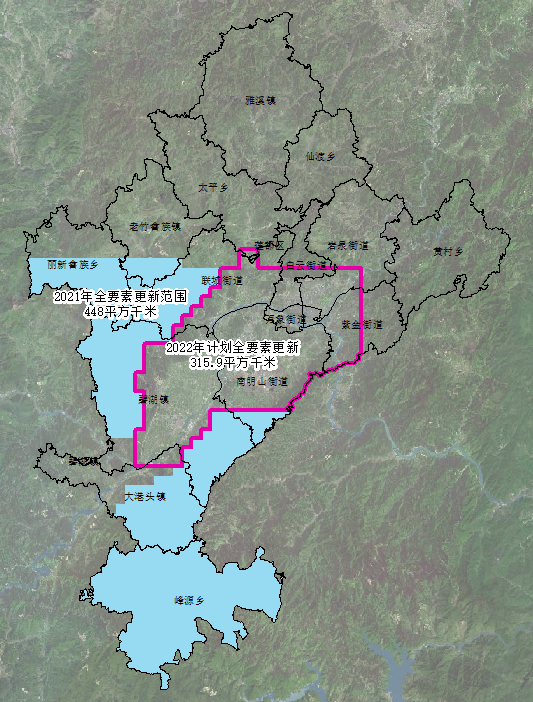 雅溪镇
仙渡乡
太平乡
老竹畲族镇
莲都区
岩泉街道
黄村乡
丽新畲族乡
白云街道
联城街道
2021年全要素更新范围
448平方千米
万象街道
紫金街道
2022年计划全要素更新
315.9平方千米
南明山街道
碧湖镇
大港头镇
峰源乡